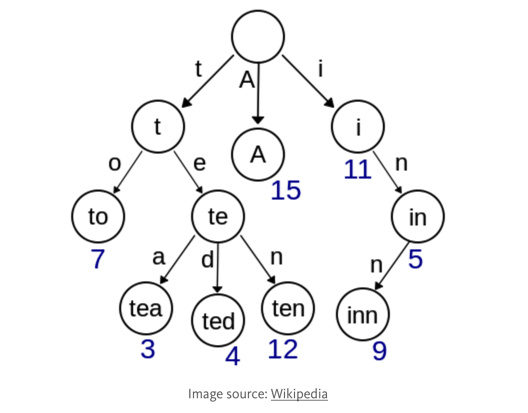 t A i
t A i
15 11
o e n
to te in
7 5
a d n n
tea ted ten inn
3 4 12 9
Image source: Wikipedia